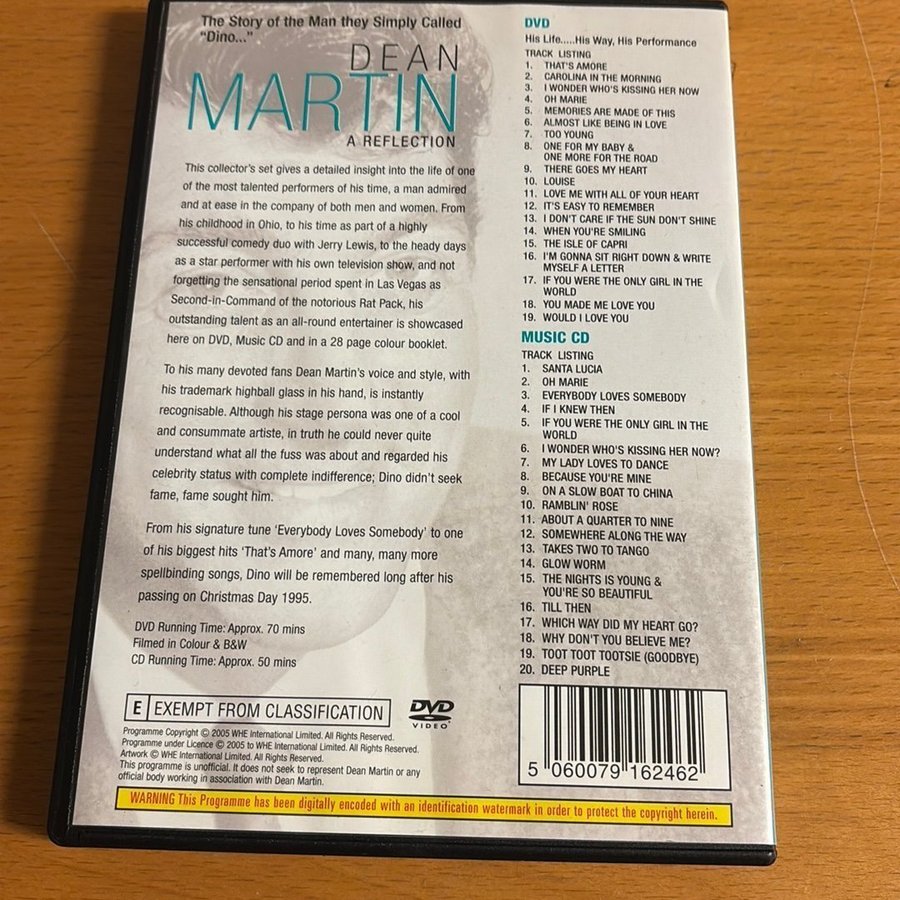 The Story of the Man they Simply Called
"Dino..."
DEAN
MARTIN
A REFLECTION
This collector's set gives a detailed insight into the life of one
of the most talented performers of his time, a man admired
and at ease in the company of both men and women. From
his childhood in Ohio, to his time as part of a highly
successful comedy duo with Jerry Lewis, to the heady days
as a star performer with his own television show, and not
forgetting the sensational period spent in Las Vegas as
Second-in-Command of the notorious Rat Pack, his
outstanding talent as an all-round entertainer is showcased
here on DVD, Music CD and in a 28 page colour booklet.
To his many devoted fans Dean Martin's voice and style, with
his trademark highball glass in his hand, is instantly
recognisable. Although his stage persona was one of a cool
and consummate artiste, in truth he could never quite
understand what all the fuss was about and regarded his
celebrity status with complete indifference; Dino didn't seek
fame, fame sought him.
From his signature tune 'Everybody Loves Somebody' to one
of his biggest hits 'That's Amore' and many, many more
spellbinding songs, Dino will be remembered long after his
passing on Christmas Day 1995.
DVD Running Time: Approx. 70 mins
Filmed in Colour & B&W
CD Running Time: Approx. 50 mins
E EXEMPT FROM CLASSIFICATION
DVD
VIDEO
Programme Copyright © 2005 WHE International Limited. All Rights Reserved.
Programme under Licence © 2005 to WHE International Limited. All Rights Reserved.
Artwork © WHE International Limited. All Rights Reserved.
This programme is unofficial. It does not seek to represent Dean Martin or any
official body working in association with Dean Martin.
DVD
His Life.....His Way, His Performance
TRACK LISTING
1. THAT'S AMORE
2. CAROLINA IN THE MORNING
3. I WONDER WHO'S KISSING HER NOW
4. OH MARIE
5. MEMORIES ARE MADE OF THIS
6. ALMOST LIKE BEING IN LOVE
7. TOO YOUNG
8. ONE FOR MY BABY &
ONE MORE FOR THE ROAD
9. THERE GOES MY HEART
10. LOUISE
11. LOVE ME WITH ALL OF YOUR HEART
12. IT'S EASY TO REMEMBER
13. I DON'T CARE IF THE SUN DON'T SHINE
14. WHEN YOU'RE SMILING
15. THE ISLE OF CAPRI
16. I'M GONNA SIT RIGHT DOWN & WRITE
MYSELF A LETTER
17. IF YOU WERE THE ONLY GIRL IN THE
WORLD
18. YOU MADE ME LOVE YOU
19. WOULD I LOVE YOU
MUSIC CD
TRACK LISTING
1. SANTA LUCIA
2. OH MARIE
3. EVERYBODY LOVES SOMEBODY
4. IF I KNEW THEN
5. IF YOU WERE THE ONLY GIRL IN THE
WORLD
6. I WONDER WHO'S KISSING HER NOW?
7. MY LADY LOVES TO DANCE
8. BECAUSE YOU'RE MINE
9. ON A SLOW BOAT TO CHINA
10. RAMBLIN' ROSE
11. ABOUT A QUARTER TO NINE
12. SOMEWHERE ALONG THE WAY
13. TAKES TWO TO TANGO
14. GLOW WORM
15. THE NIGHTS IS YOUNG &
YOU'RE SO BEAUTIFUL
16. TILL THEN
17. WHICH WAY DID MY HEART GO?
18. WHY DON'T YOU BELIEVE ME?
19. TOOT TOOT TOOTSIE (GOODBYE)
20. DEEP PURPLE
5 060079 162462
WARNING This Programme has been digitally encoded with an identification watermark in order to protect the copyright herein.